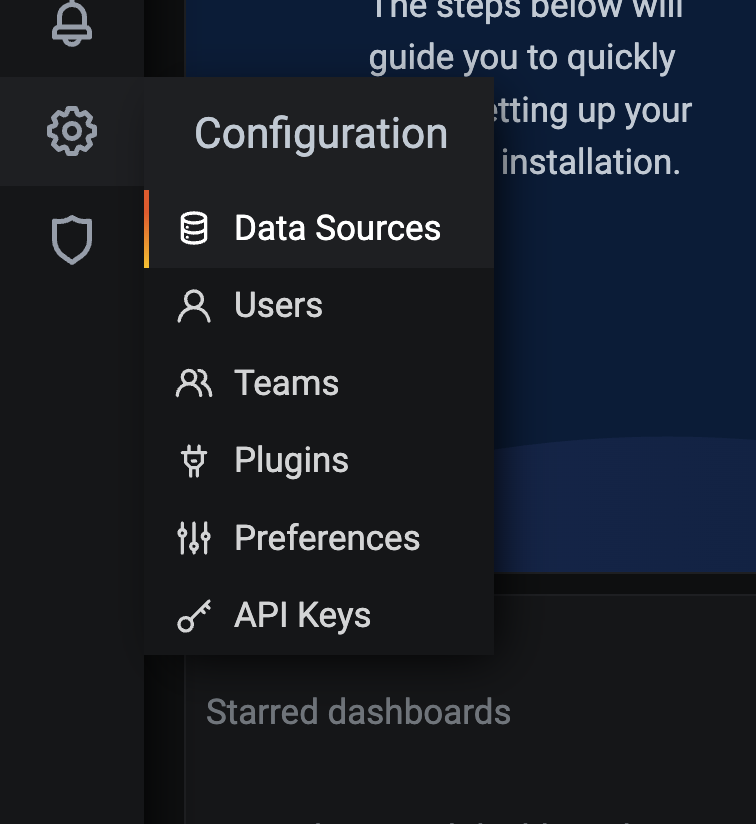 The steps below will
guide you to quickly
etting up your
installation.
Configuration
Data Sources
Users
Teams
Plugins
Preferences
API Keys
Starred dashboards